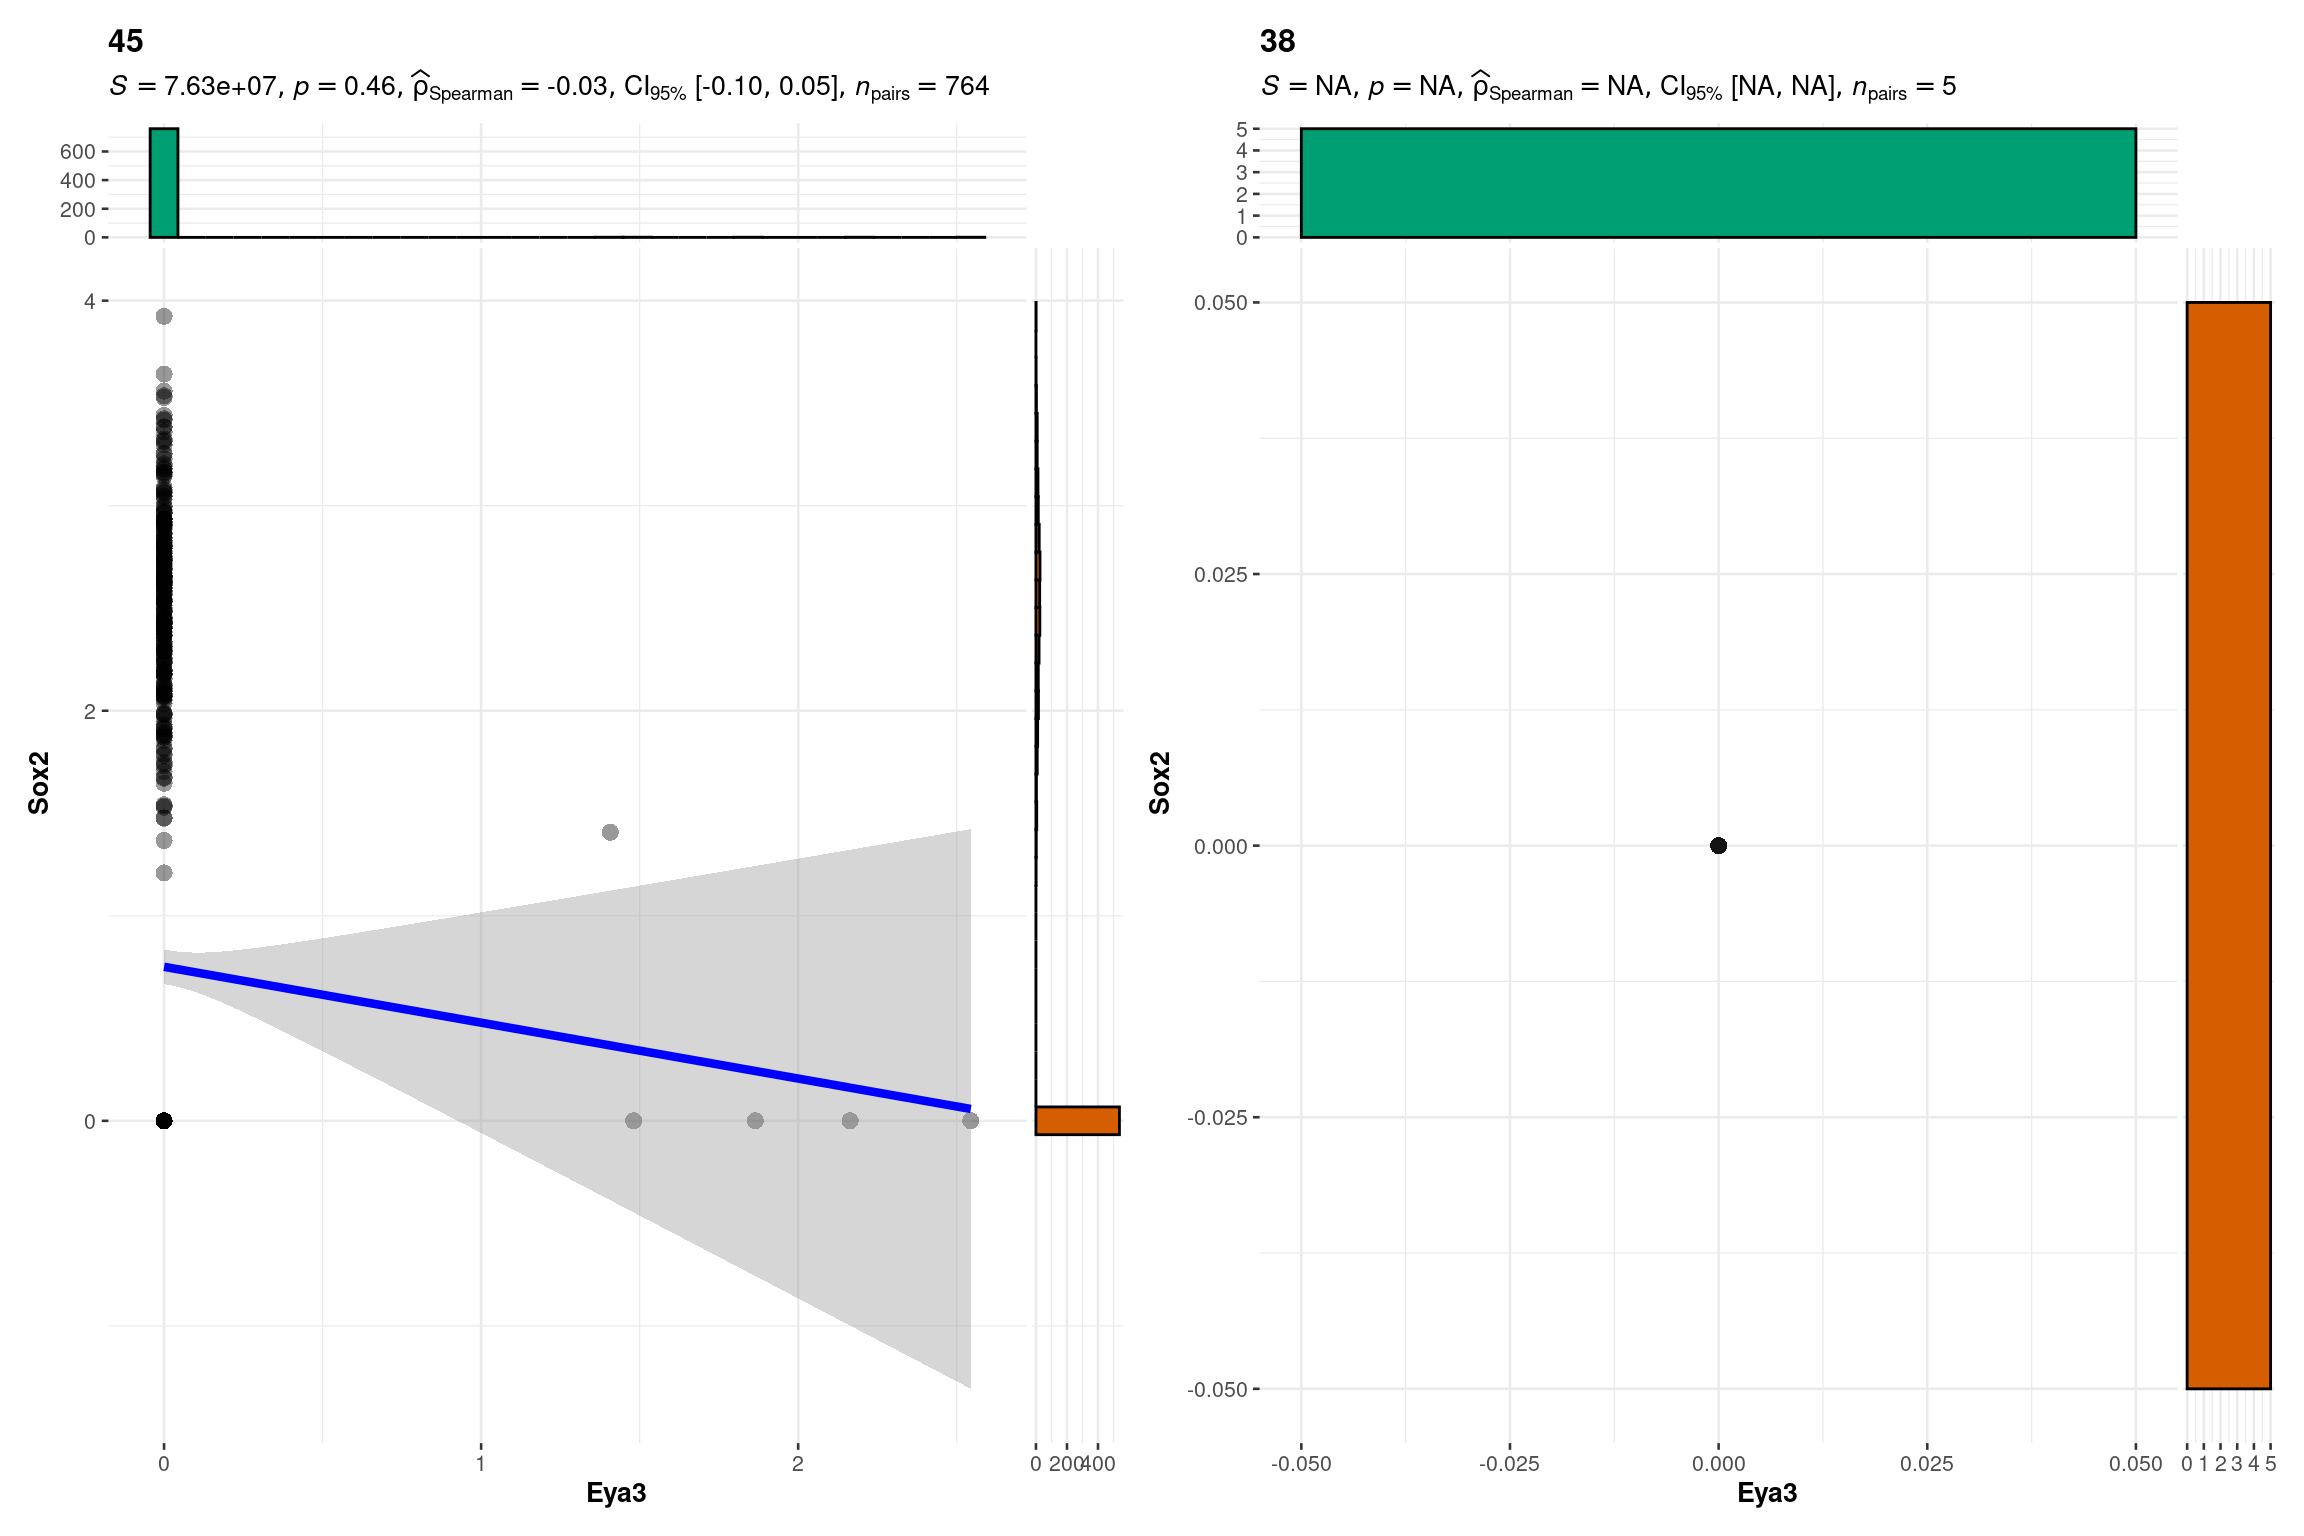 45
S = 7.63e+07, p = 0.46, ρ̂Spearman = -0.03, CI95% [-0.10, 0.05], npairs = 764
600
400
200
0
4
2
0
Sox2
0 1 2
0 200 400
Eya3
38
S = NA, p = NA, ρ̂Spearman = NA, CI95% [NA, NA], npairs = 5
5
4
3
2
1
0
0.050
0.025
0.000
-0.025
-0.050
Sox2
-0.050 -0.025 0.000 0.025 0.050
0 1 2 3 4 5
Eya3